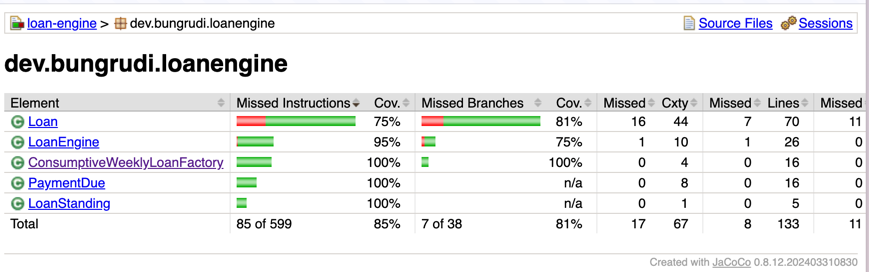 loan-engine > dev.bungrudi.loanengine Source Files Sessions
dev.bungrudi.loanengine
Element Missed Instructions Cov. Missed Branches Cov. Missed Cxty Missed Lines Missed
Loan 75% 81% 16 44 7 70 11
LoanEngine 95% 75% 1 10 1 26 0
ConsumptiveWeeklyLoanFactory 100% 100% 0 4 0 16 0
PaymentDue 100% n/a 0 8 0 16 0
LoanStanding 100% n/a 0 1 0 5 0
Total 85 of 599 85% 7 of 38 81% 17 67 8 133 11
Created with JaCoCo 0.8.12.202403310830